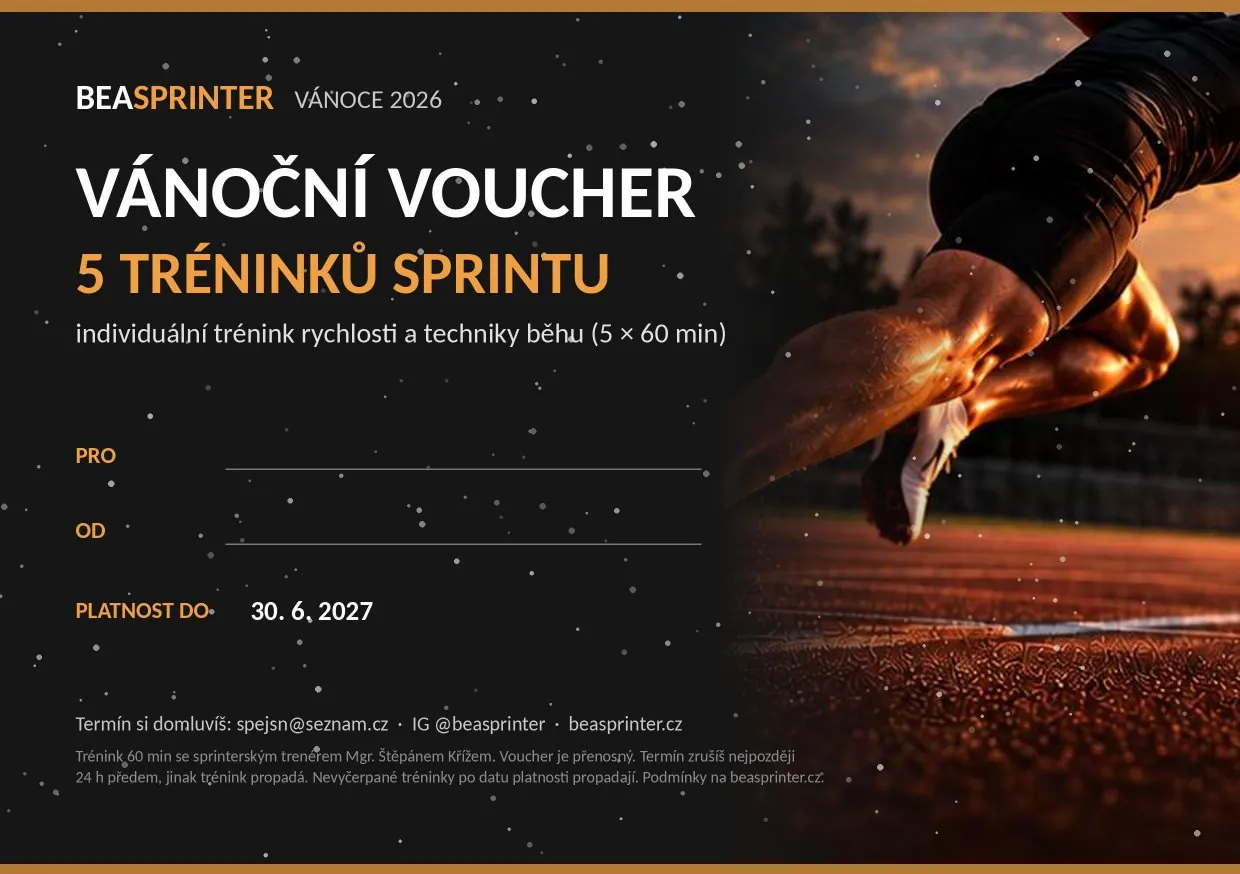 BEASPRINTER VÁNOCE 2026
VÁNOČNÍ VOUCHER
5 TRÉNINKŮ SPRINTU
individuální trénink rychlosti a techniky běhu (5 × 60 min)
PRO
OD
PLATNOST DO 30. 6. 2027
Termín si domluvíš: spejsn@seznam.cz · IG @beasprinter · beasprinter.cz
Trénink 60 min se sprinterským trenérem Mgr. Štěpánem Křížem. Voucher je přenosný. Termín zrušíš nejpozději
24 h předem, jinak trénink propadá. Nevyčerpané tréninky po datu platnosti propadají. Podmínky na beasprinter.cz.